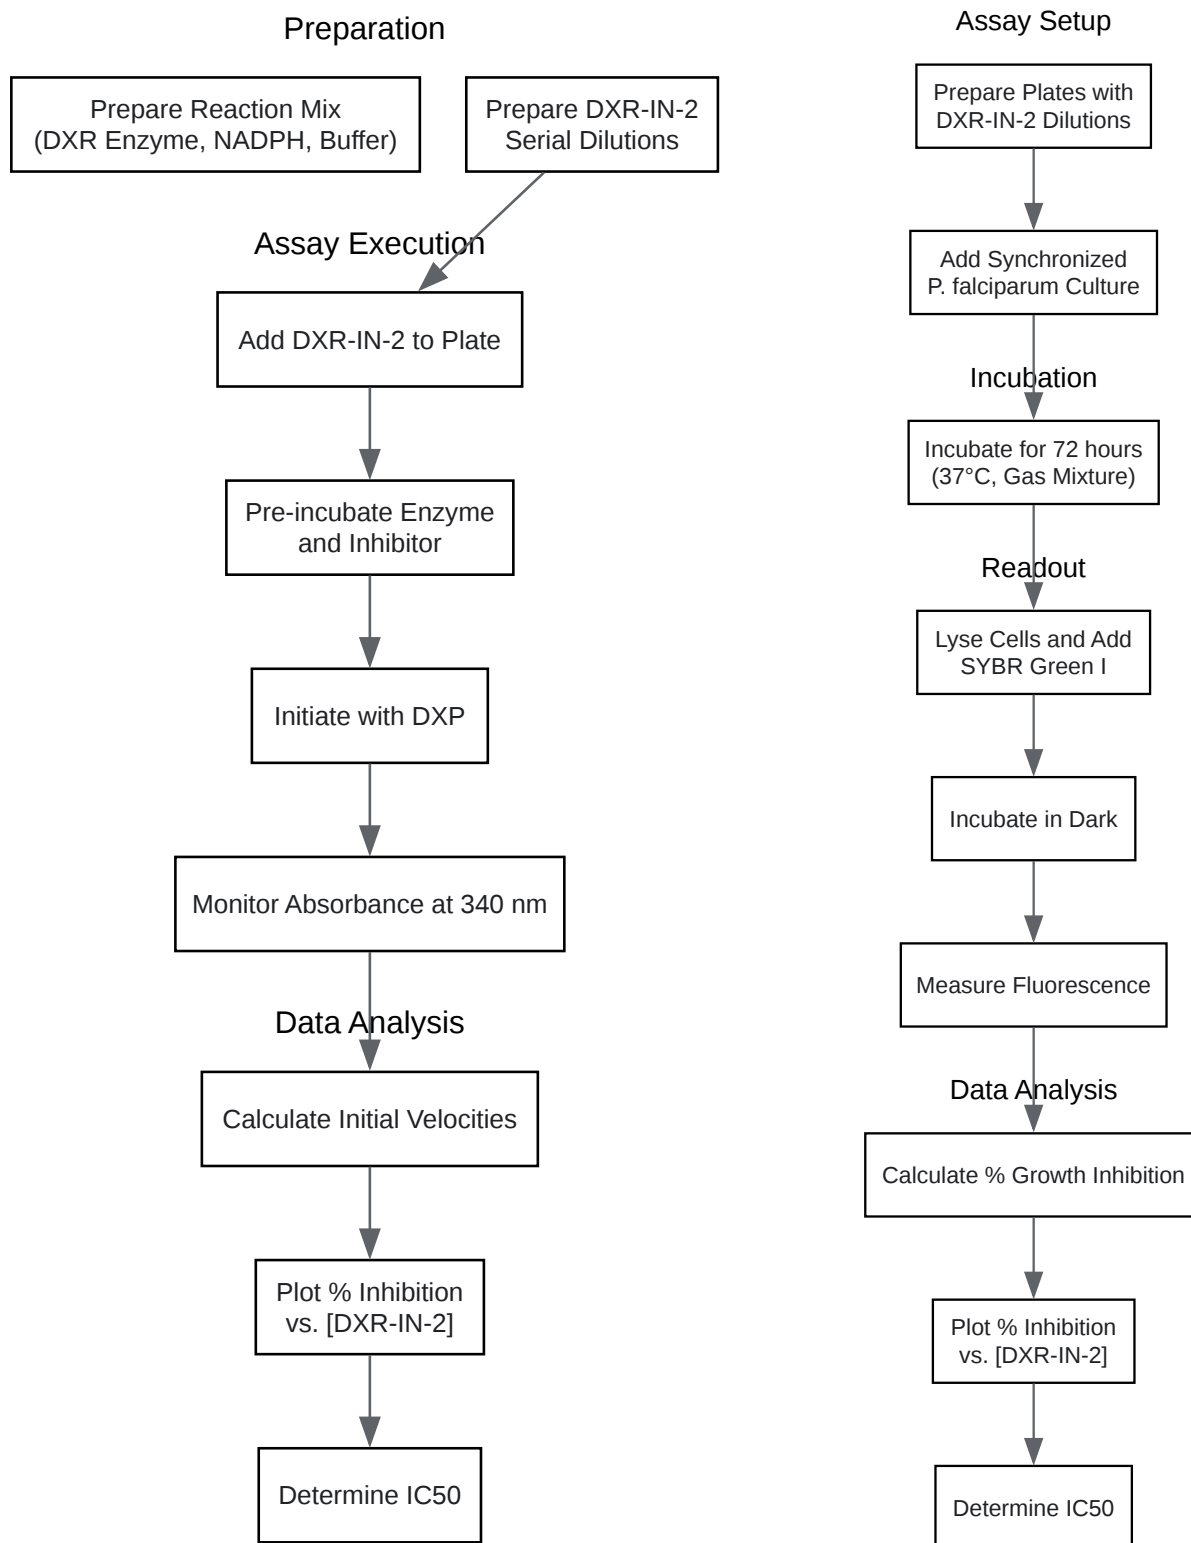 Preparation
Prepare Reaction Mix
(DXR Enzyme, NADPH, Buffer)
Prepare DXR-IN-2
Serial Dilutions
Assay Execution
Add DXR-IN-2 to Plate
Pre-incubate Enzyme
and Inhibitor
Initiate with DXP
Monitor Absorbance at 340 nm
Data Analysis
Calculate Initial Velocities
Plot % Inhibition
vs. [DXR-IN-2]
Determine IC50
Assay Setup
Prepare Plates with
DXR-IN-2 Dilutions
Add Synchronized
P. falciparum Culture
Incubation
Incubate for 72 hours
(37°C, Gas Mixture)
Readout
Lyse Cells and Add
SYBR Green I
Incubate in Dark
Measure Fluorescence
Data Analysis
Calculate % Growth Inhibition
Plot % Inhibition
vs. [DXR-IN-2]
Determine IC50